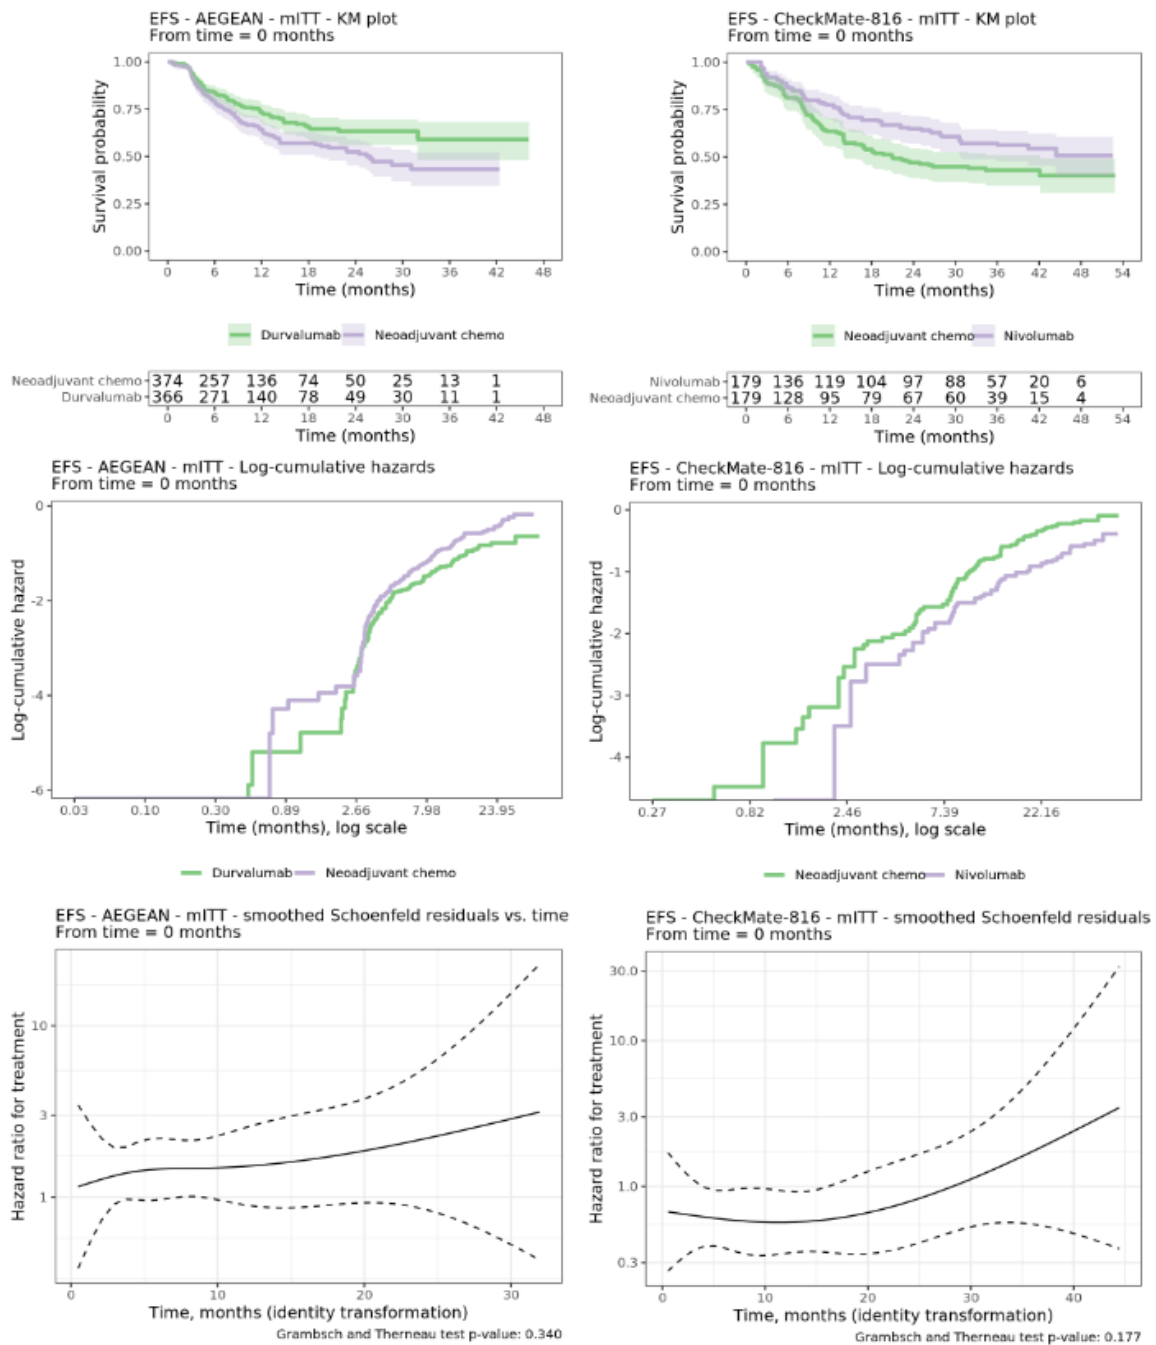 EFS - AEGEAN - mITT - KM plot
From time = 0 months
1.00
0.75
0.50
0.25
0.00
Survival probability
0 6 12 18 24 30 36 42 48
Time (months)
Durvalumab Neoadjuvant chemo
Neoadjuvant chemo 374 257 136 74 50 25 13 1
Durvalumab 366 271 140 78 49 30 11 1
0 6 12 18 24 30 36 42 48
Time (months)
EFS - CheckMate-816 - mITT - KM plot
From time = 0 months
1.00
0.75
0.50
0.25
0.00
Survival probability
0 6 12 18 24 30 36 42 48 54
Time (months)
Neoadjuvant chemo Nivolumab
Nivolumab 179 136 119 104 97 88 57 20 6
Neoadjuvant chemo 179 128 95 79 67 60 39 15 4
0 6 12 18 24 30 36 42 48 54
Time (months)
EFS - AEGEAN - mITT - Log-cumulative hazards
From time = 0 months
0
-2
-4
-6
Log-cumulative hazard
0.03 0.10 0.30 0.89 2.66 7.98 23.95
Time (months), log scale
Durvalumab Neoadjuvant chemo
EFS - CheckMate-816 - mITT - Log-cumulative hazards
From time = 0 months
0
-1
-2
-3
-4
Log-cumulative hazard
0.27 0.82 2.46 7.39 22.16
Time (months), log scale
Neoadjuvant chemo Nivolumab
EFS - AEGEAN - mITT - smoothed Schoenfeld residuals vs. time
From time = 0 months
10
3
1
Hazard ratio for treatment
0 10 20 30
Time, months (identity transformation)
Grambsch and Therneau test p-value: 0.340
EFS - CheckMate-816 - mITT - smoothed Schoenfeld residuals
From time = 0 months
30.0
10.0
3.0
1.0
0.3
Hazard ratio for treatment
0 10 20 30 40
Time, months (identity transformation)
Grambsch and Therneau test p-value: 0.177